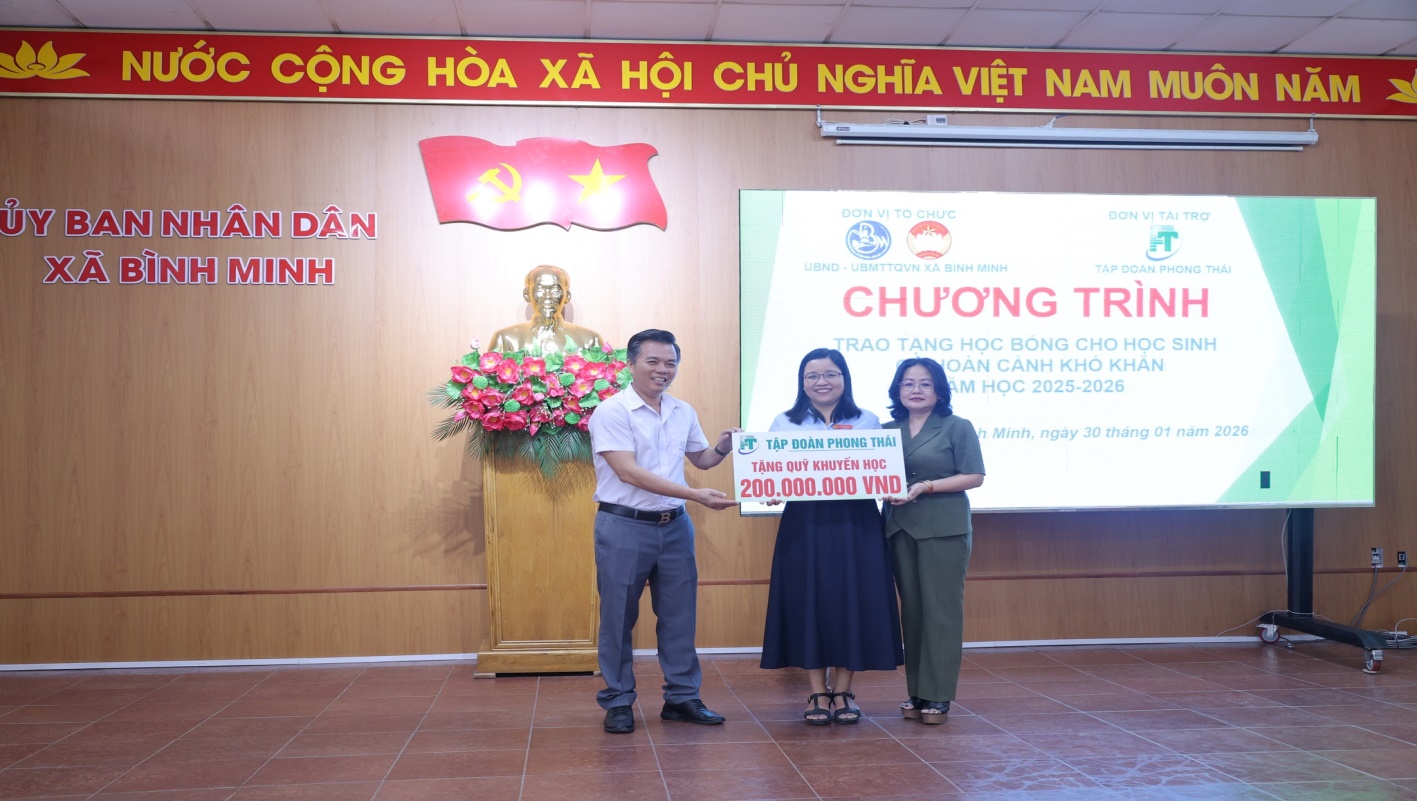 NƯỚC CỘNG HÒA XÃ HỘI CHỦ NGHĨA VIỆT NAM MUÔN NĂM
ỦY BAN NHÂN DÂN
XÃ BÌNH MINH
ĐƠN VỊ TỔ CHỨC
UBND - UBMTTQVN XÃ BÌNH MINH
ĐƠN VỊ TÀI TRỢ
TẬP ĐOÀN PHONG THÁI
CHƯƠNG TRÌNH
TRAO TẶNG HỌC BỔNG CHO HỌC SINH
HOÀN CẢNH KHÓ KHĂN
HỌC 2025-2026
Minh, ngày 30 tháng 01 năm 2026
TẬP ĐOÀN PHONG THÁI
TẶNG QUỸ KHUYẾN HỌC
200.000.000 VND